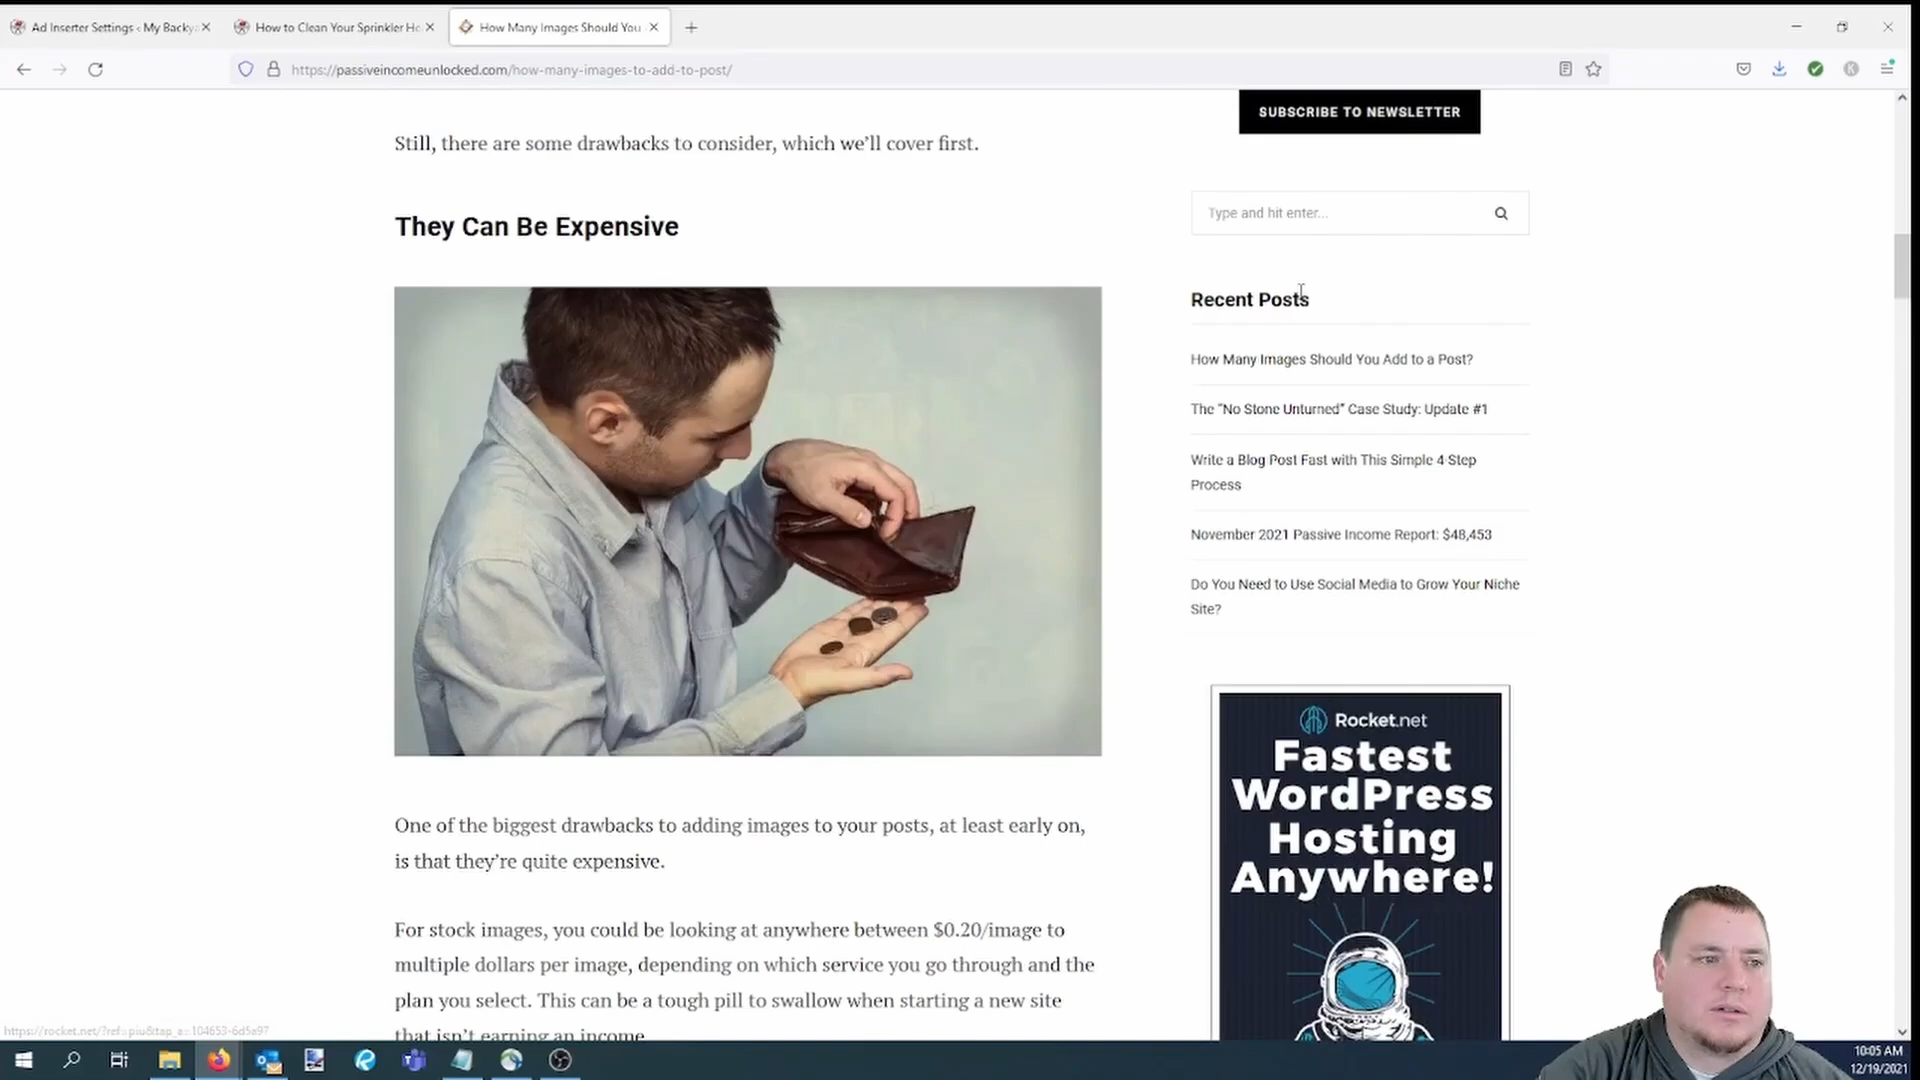 Ad Inserter Settings ‹ My Backy
How to Clean Your Sprinkler He
How Many Images Should You
https://passiveincomeunlocked.com/how-many-images-to-add-to-post/
SUBSCRIBE TO NEWSLETTER
Still, there are some drawbacks to consider, which we'll cover first.
They Can Be Expensive
Type and hit enter...
Recent Posts
How Many Images Should You Add to a Post?
The "No Stone Unturned" Case Study: Update #1
Write a Blog Post Fast with This Simple 4 Step
Process
November 2021 Passive Income Report: $48,453
Do You Need to Use Social Media to Grow Your Niche
Site?
Rocket.net
Fastest
WordPress
Hosting
Anywhere!
One of the biggest drawbacks to adding images to your posts, at least early on,
is that they're quite expensive.
For stock images, you could be looking at anywhere between $0.20/image to
multiple dollars per image, depending on which service you go through and the
plan you select. This can be a tough pill to swallow when starting a new site
that isn't earning an income.
https://rocket.net/?ref=piu&tap_a=104653-6d5a97
10:05 AM
12/19/2021